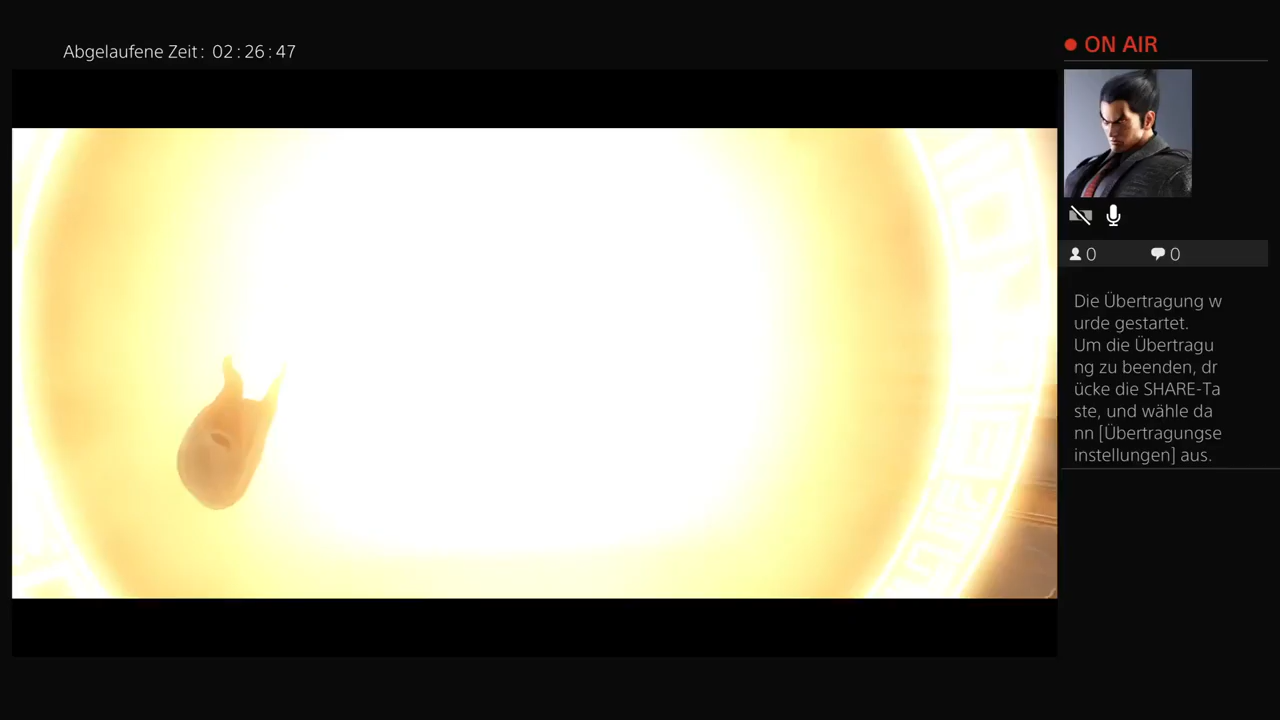 Abgelaufene Zeit: 02:26:47
ON AIR
0 0
Die Übertragung w
urde gestartet.
Um die Übertragu
ng zu beenden, dr
ücke die SHARE-Ta
ste, und wähle da
nn [Übertragungse
instellungen] aus.